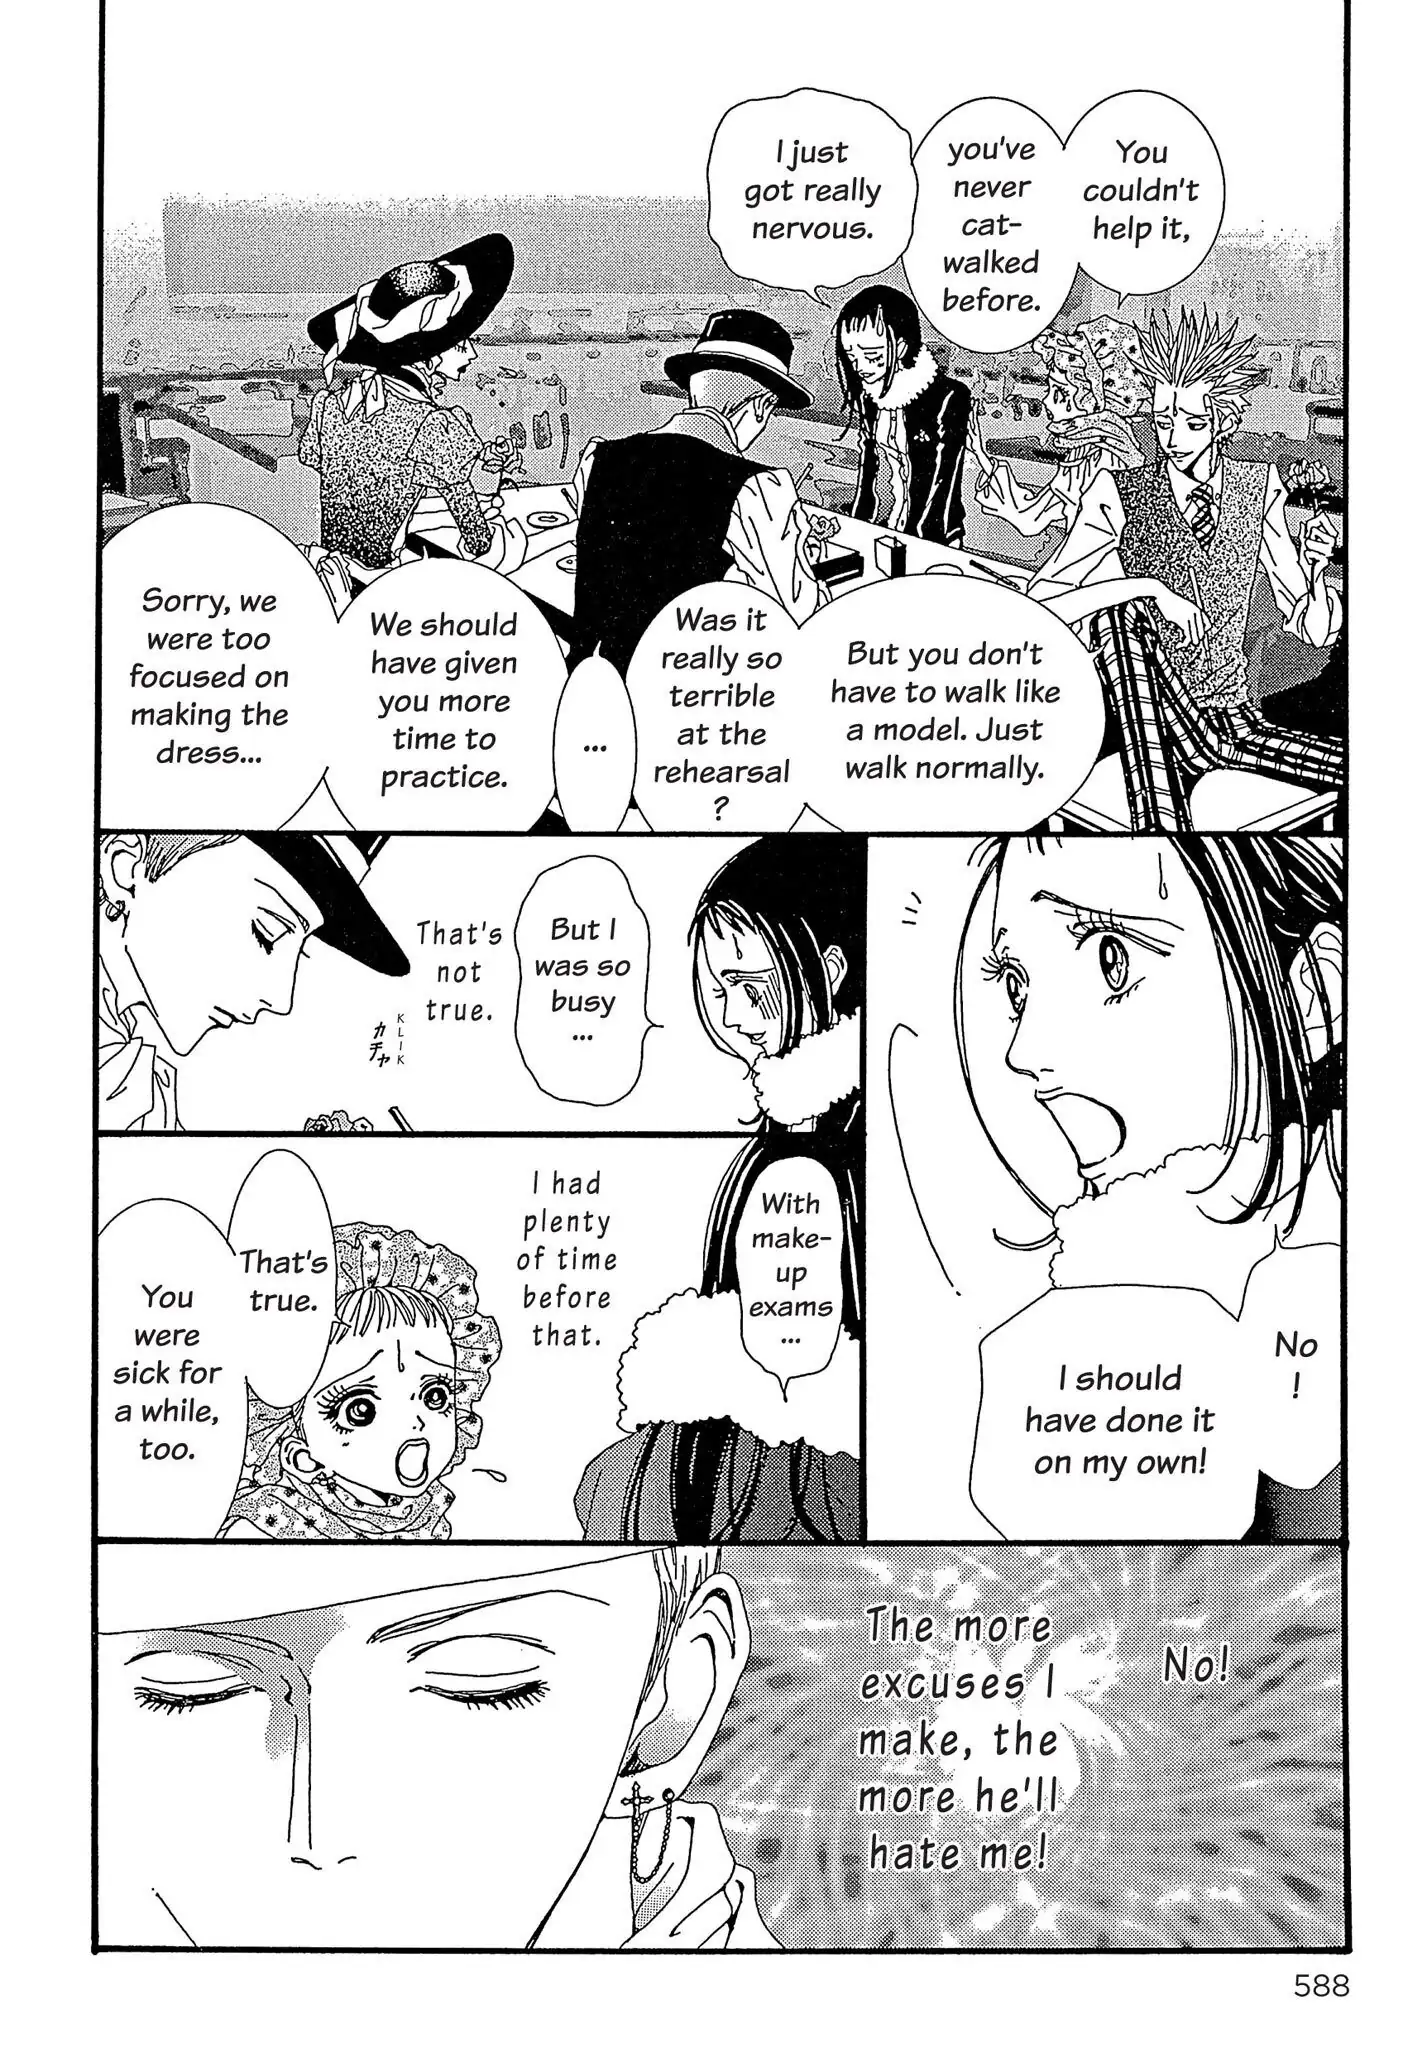 You
couldn't
help it,
you've
never
cat-
walked
before.
I just
got really
nervous.
But you don't
have to walk like
a model. Just
walk normally.
Was it
really so
terrible
at the
rehearsal
?
...
We should
have given
you more
time to
practice.
Sorry, we
were too
focused on
making the
dress...
No
!
I should
have done it
on my own!
But I
was so
busy
...
That's
not
true.
KLIK
カチャ
With
make-
up
exams
...
I had
plenty
of time
before
that.
That's
true.
You
were
sick for
a while,
too.
No!
The more
excuses I
make, the
more he'll
hate me!
588